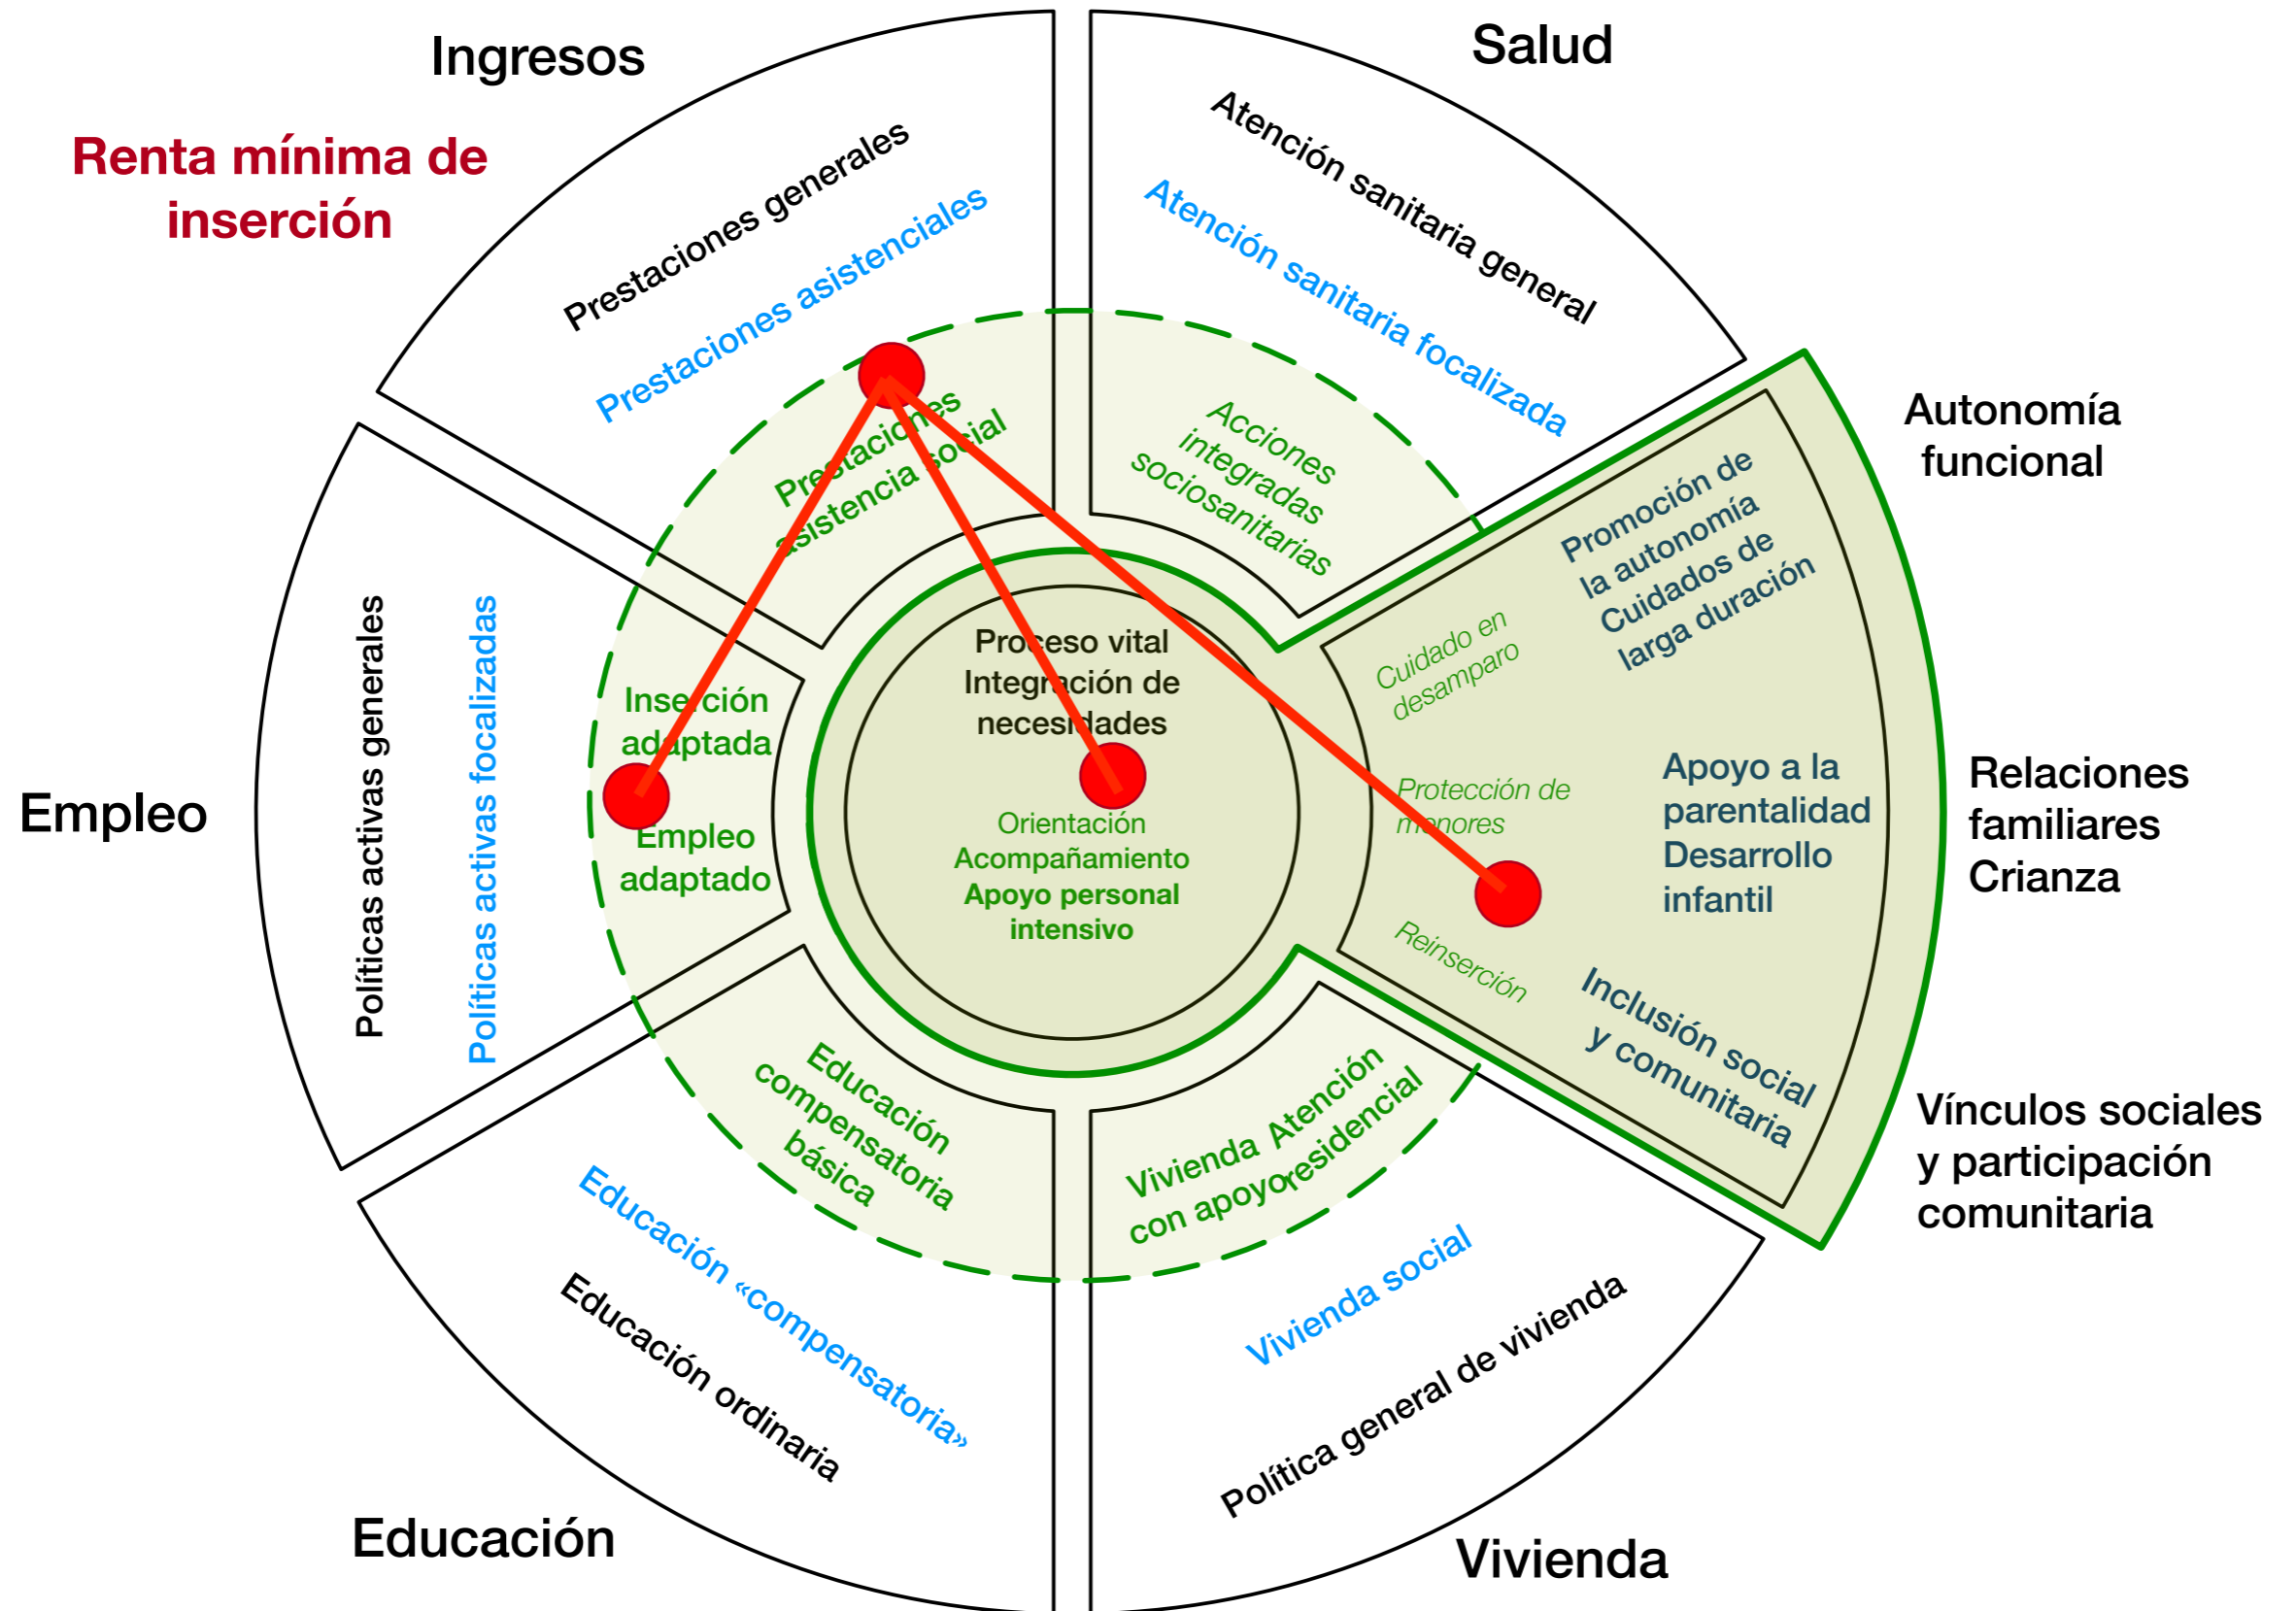 Ingresos
Renta mínima de
inserción
Prestaciones generales
Prestaciones asistenciales
Prestaciones
asistencia social
Salud
Atención sanitaria general
Atención sanitaria focalizada
Acciones
integradas
sociosanitarias
Autonomía
funcional
Promoción de
la autonomía
Cuidados de
larga duración
Cuidado en
desamparo
Protección de
menores
Reinserción
Apoyo a la
parentalidad
Desarrollo
infantil
Relaciones
familiares
Crianza
Inclusión social
y comunitaria
Vínculos sociales
y participación
comunitaria
Proceso vital
Integración de
necesidades
Orientación
Acompañamiento
Apoyo personal
intensivo
Empleo
Políticas activas generales
Políticas activas focalizadas
Inserción
adaptada
Empleo
adaptado
Educación
compensatoria
básica
Educación «compensatoria»
Educación ordinaria
Educación
Vivienda
con apoyo
Atención
residencial
Vivienda social
Política general de vivienda
Vivienda